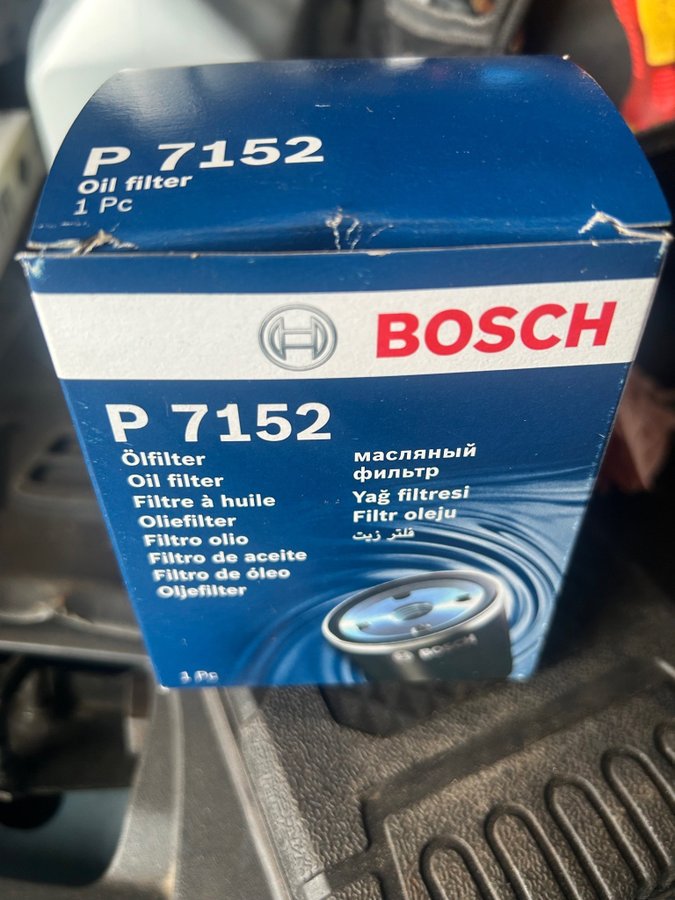 P 7152
Oil filter
1 Pc
BOSCH
P 7152
Ölfilter
Oil filter
Filtre à huile
Oliefilter
Filtro olio
Filtro de aceite
Filtro de óleo
Oljefilter
масляный
фильтр
Yağ filtresi
Filtr oleju
فلتر زيت
BOSCH
1 Pc